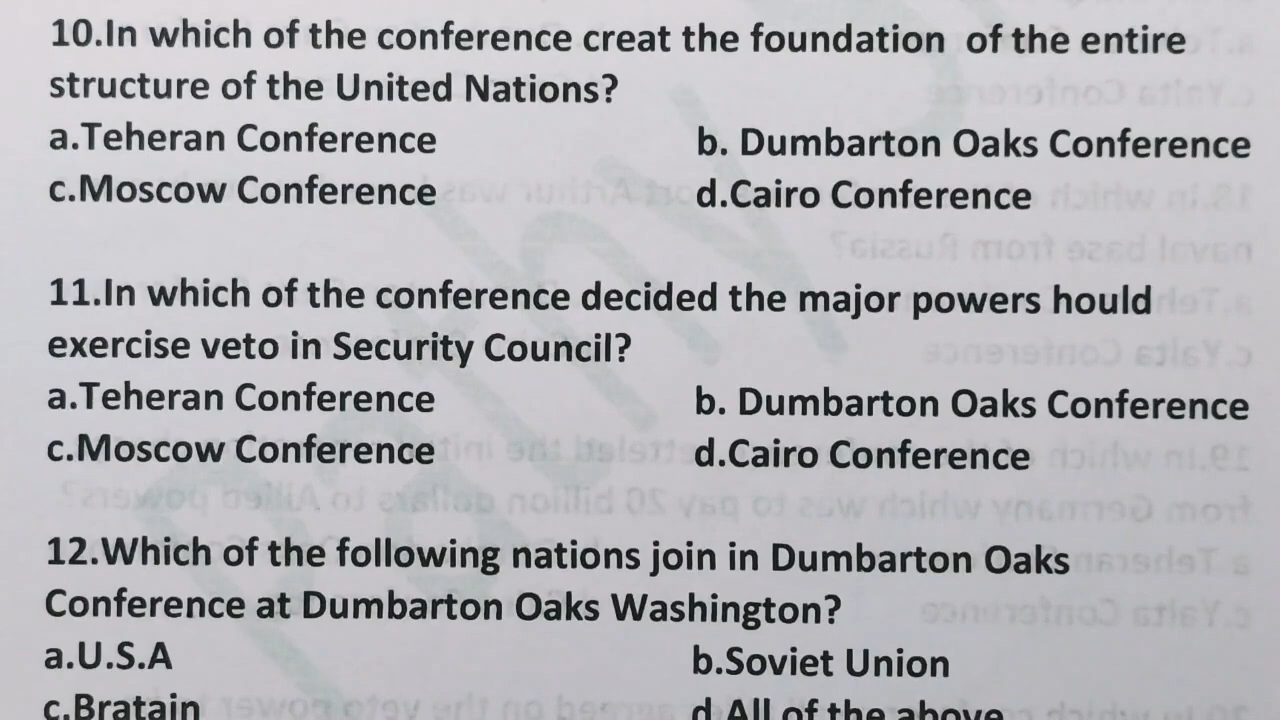 10.In which of the conference creat the foundation of the entire
structure of the United Nations?
a.Teheran Conference b. Dumbarton Oaks Conference
c.Moscow Conference d.Cairo Conference
11.In which of the conference decided the major powers hould
exercise veto in Security Council?
a.Teheran Conference b. Dumbarton Oaks Conference
c.Moscow Conference d.Cairo Conference
12.Which of the following nations join in Dumbarton Oaks
Conference at Dumbarton Oaks Washington?
a.U.S.A b.Soviet Union
c.Bratain d.All of the above